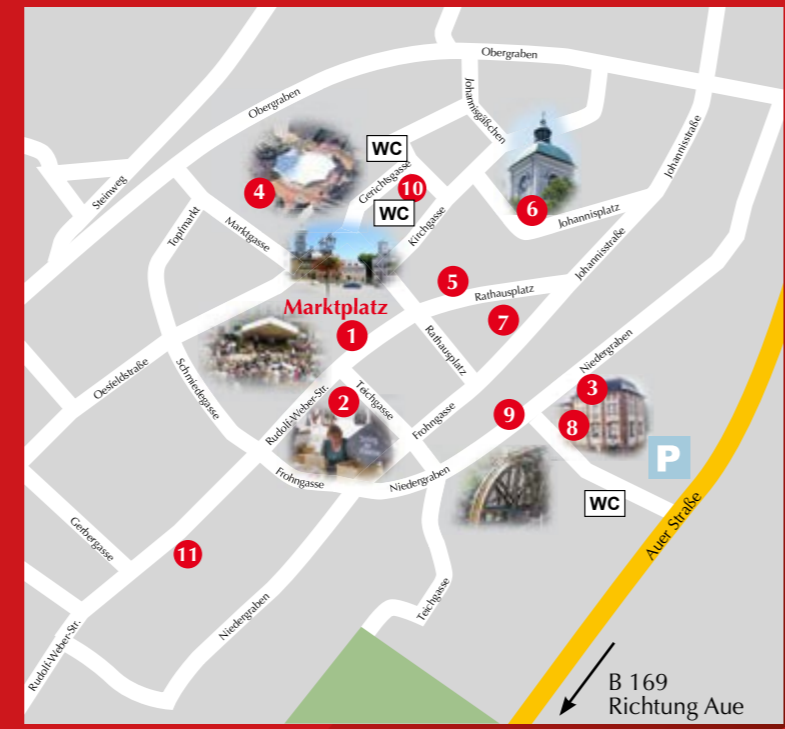 Obergraben
Obergraben
Johannisgäßchen
Johannisstraße
WC
Gerichtsgasse
4
10
WC
Steinweg
Topfmarkt
Marktgasse
Kirchgasse
6
Johannisplatz
Johannisstraße
5
Rathausplatz
Marktplatz
1
7
Rathausplatz
Niedergraben
Oesfeldstraße
Schmiedegasse
Rudolf-Weber-Str.
2
Teichgasse
Frohngasse
9
3
8
P
Frohngasse
Niedergraben
WC
Auer Straße
Gerbergasse
11
Niedergraben
Teichgasse
Rudolf-Weber-Str.
B 169
Richtung Aue